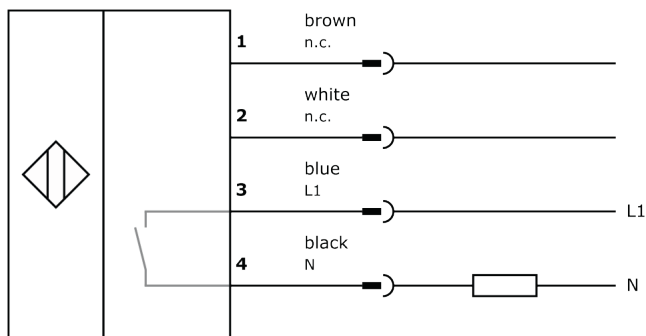 brown
1 n.c.
white
2 n.c.
blue
3 L1
L1
black
4 N
N